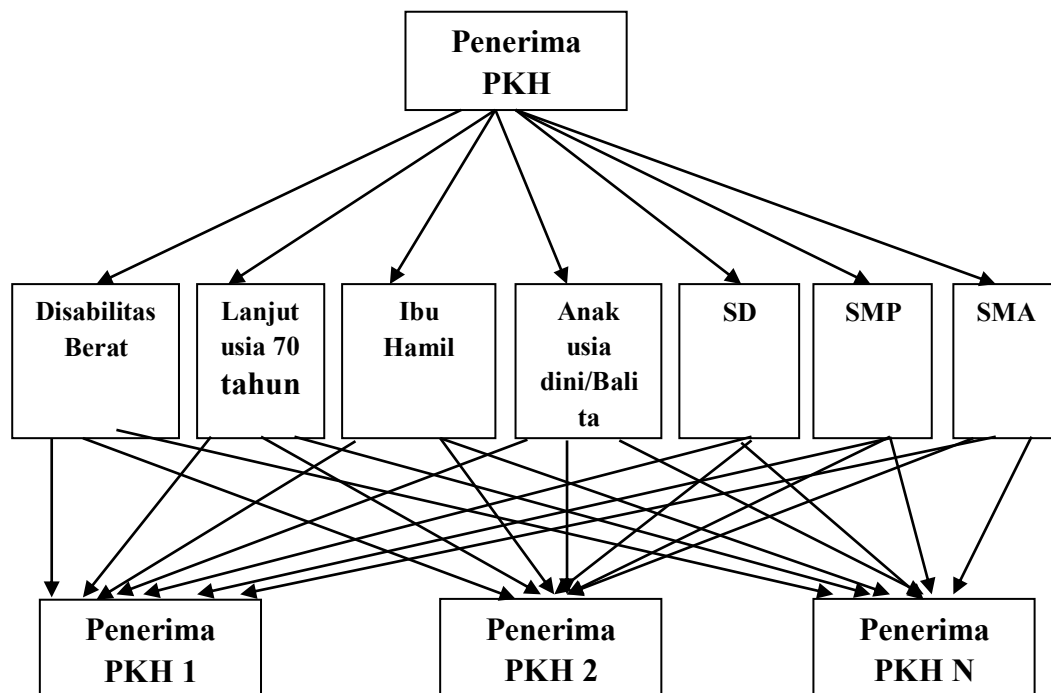 Penerima
PKH
Disabilitas
Berat
Lanjut
usia 70
tahun
Ibu
Hamil
Anak
usia
dini/Bali
ta
SD
SMP
SMA
Penerima
PKH 1
Penerima
PKH 2
Penerima
PKH N